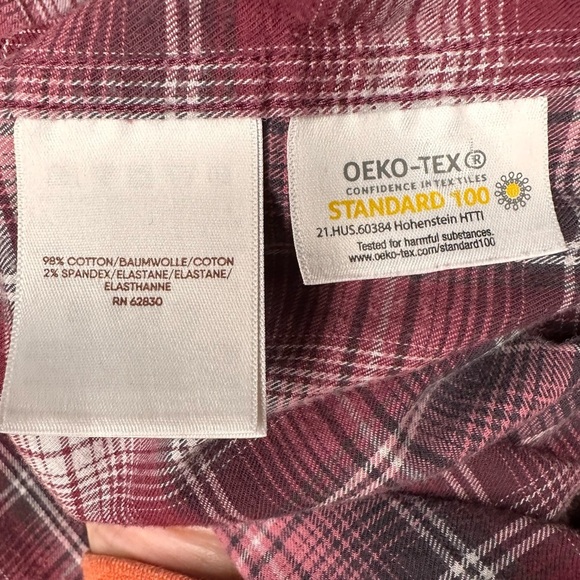 98% COTTON/BAUMWOLLE/COTON
2% SPANDEX/ELASTANE/ELASTANE/
ELASTHANNE
RN 62830
OEKO-TEX®
CONFIDENCE IN TEXTILES
STANDARD 100
21.HUS.60384 Hohenstein HTTI
Tested for harmful substances.
www.oeko-tex.com/standard100